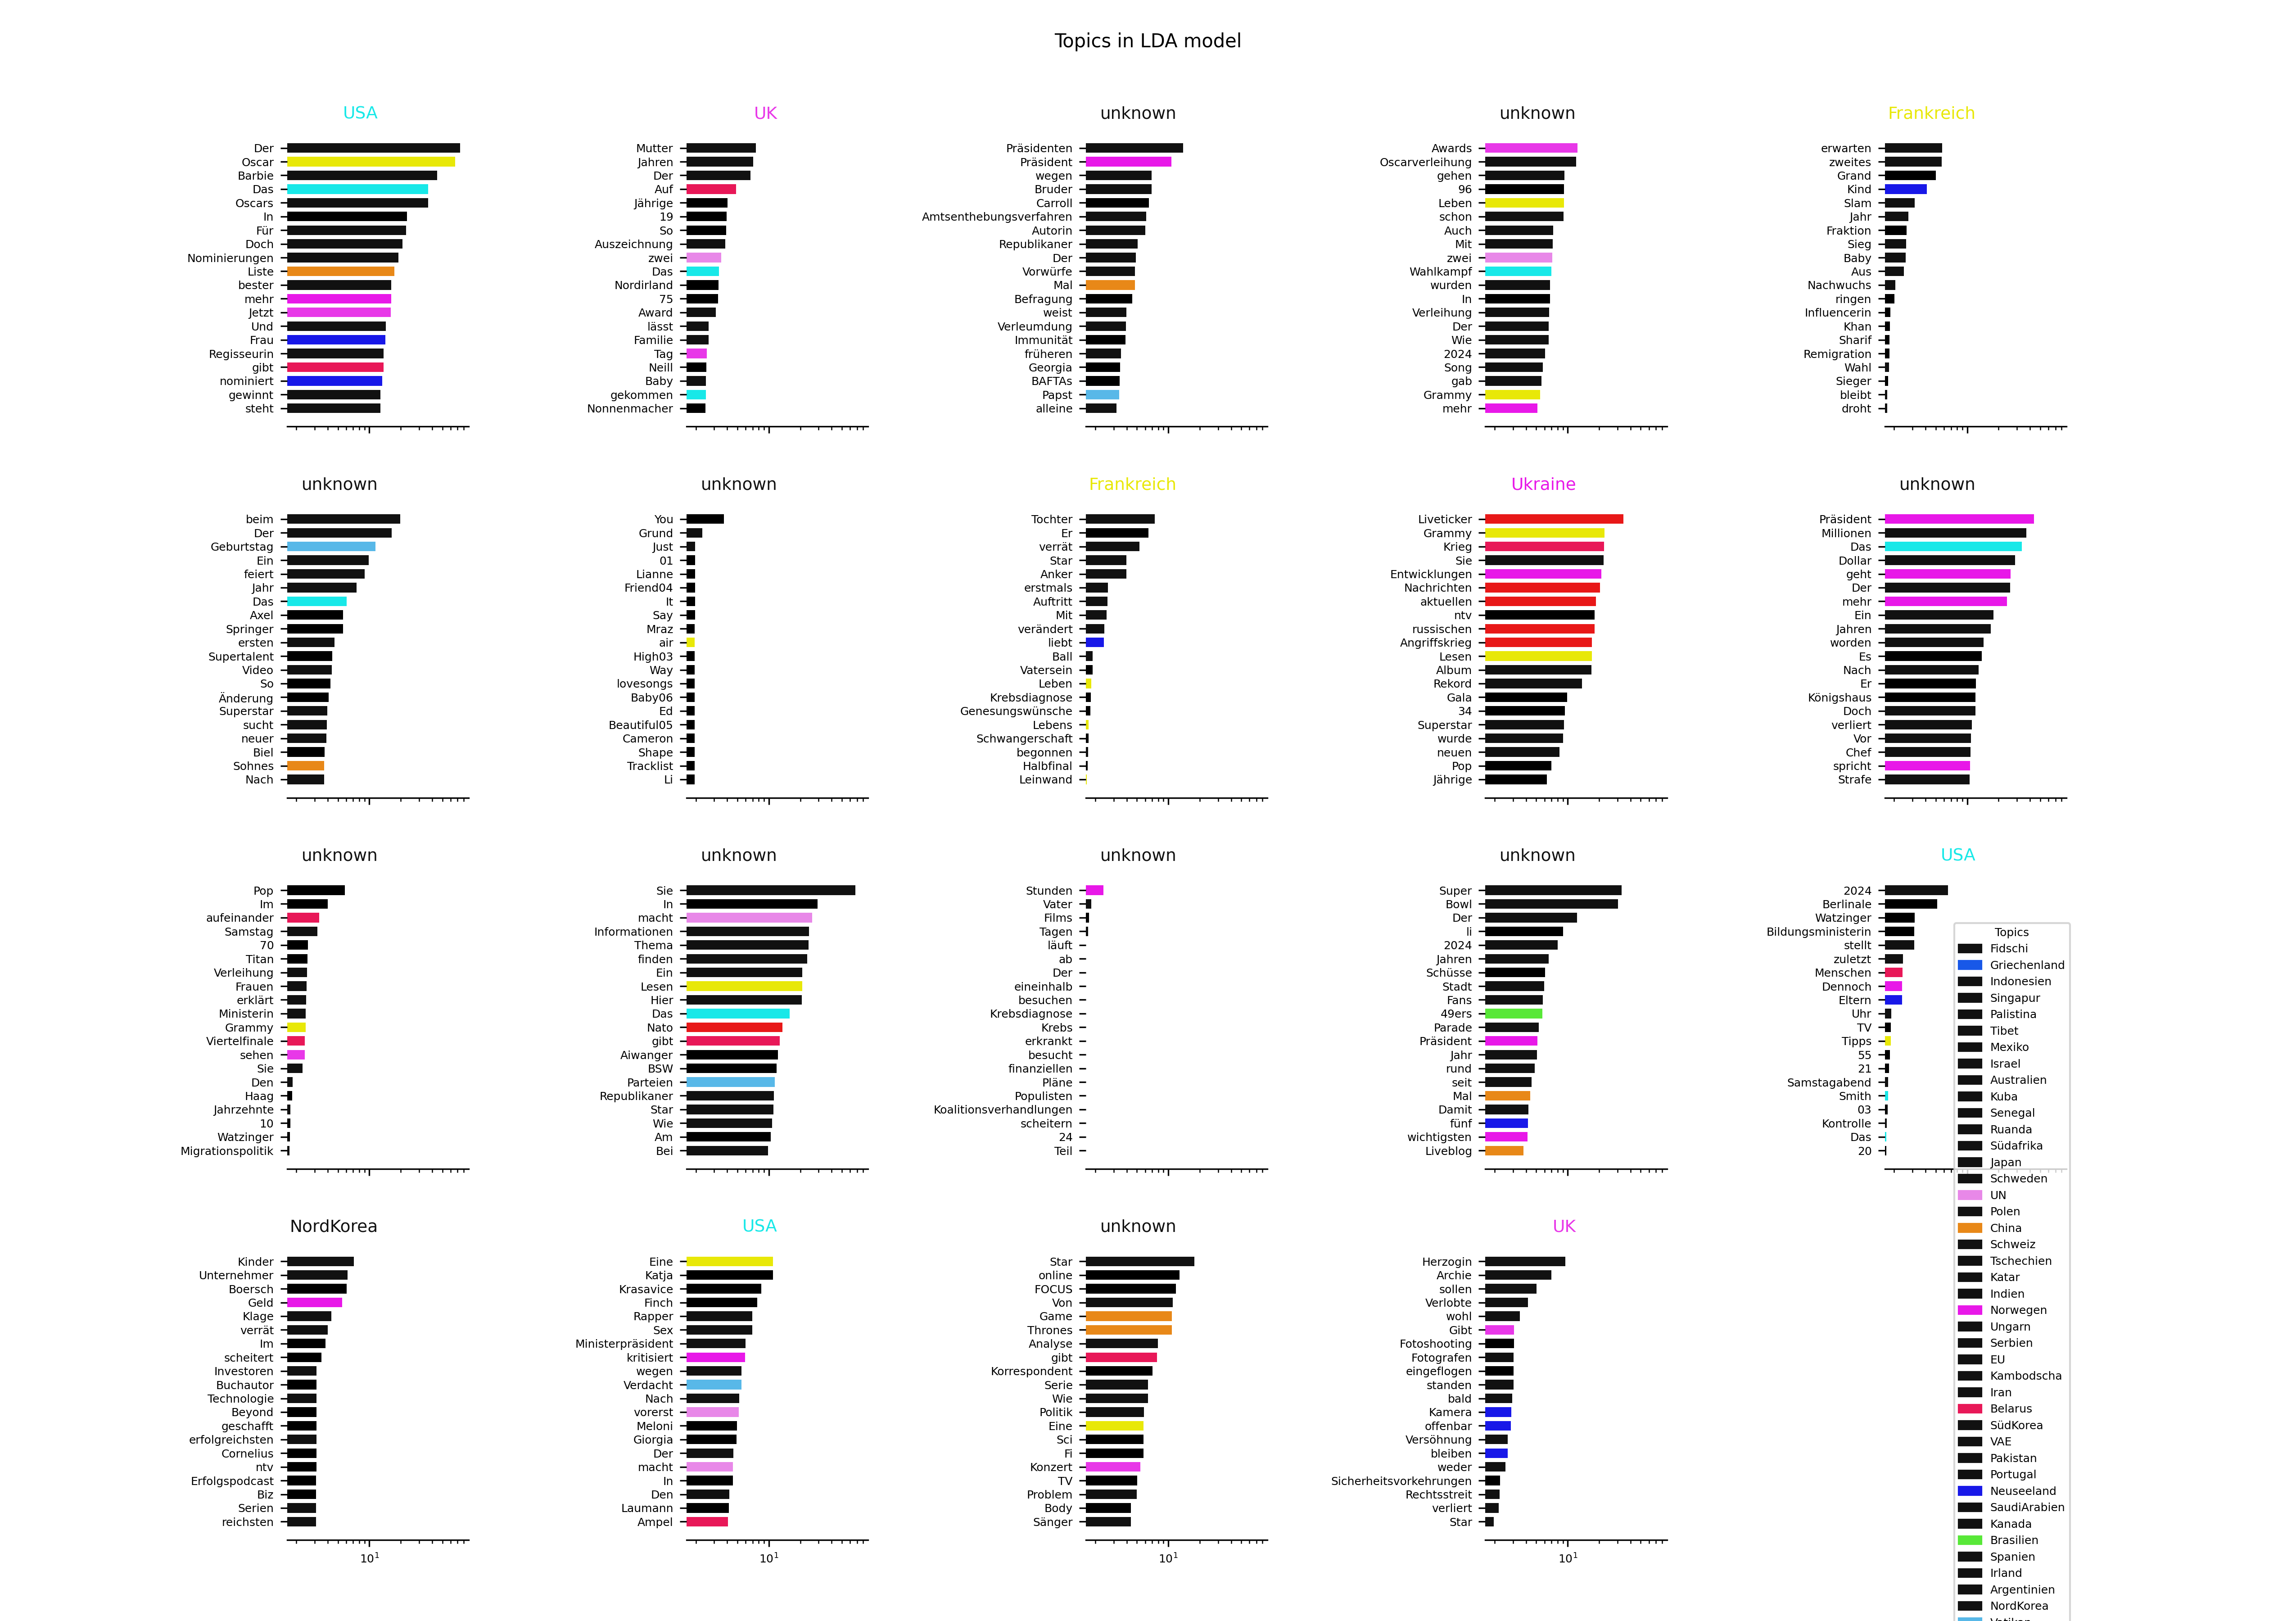 Topics in LDA model
USA
Der
Oscar
Barbie
Das
Oscars
In
Für
Doch
Nominierungen
Liste
bester
mehr
Jetzt
Und
Frau
Regisseurin
gibt
nominiert
gewinnt
steht
UK
Mutter
Jahren
Der
Auf
Jährige
19
So
Auszeichnung
zwei
Das
Nordirland
75
Award
lässt
Familie
Tag
Neill
Baby
gekommen
Nonnenmacher
unknown
Präsidenten
Präsident
wegen
Bruder
Carroll
Amtsenthebungsverfahren
Autorin
Republikaner
Der
Vorwürfe
Mal
Befragung
weist
Verleumdung
Immunität
früheren
Georgia
BAFTAs
Papst
alleine
unknown
Awards
Oscarverleihung
gehen
96
Leben
schon
Auch
Mit
zwei
Wahlkampf
wurden
In
Verleihung
Der
Wie
2024
Song
gab
Grammy
mehr
Frankreich
erwarten
zweites
Grand
Kind
Slam
Jahr
Fraktion
Sieg
Baby
Aus
Nachwuchs
ringen
Influencerin
Khan
Sharif
Remigration
Wahl
Sieger
bleibt
droht
unknown
beim
Der
Geburtstag
Ein
feiert
Jahr
Das
Axel
Springer
ersten
Supertalent
Video
So
Änderung
Superstar
sucht
neuer
Biel
Sohnes
Nach
unknown
You
Grund
Just
01
Lianne
Friend04
It
Say
Mraz
air
High03
Way
lovesongs
Baby06
Ed
Beautiful05
Cameron
Shape
Tracklist
Li
Frankreich
Tochter
Er
verrät
Star
Anker
erstmals
Auftritt
Mit
verändert
liebt
Ball
Vatersein
Leben
Krebsdiagnose
Genesungswünsche
Lebens
Schwangerschaft
begonnen
Halbfinal
Leinwand
Ukraine
Liveticker
Grammy
Krieg
Sie
Entwicklungen
Nachrichten
aktuellen
ntv
russischen
Angriffskrieg
Lesen
Album
Rekord
Gala
34
Superstar
wurde
neuen
Pop
Jährige
unknown
Präsident
Millionen
Das
Dollar
geht
Der
mehr
Ein
Jahren
worden
Es
Nach
Er
Königshaus
Doch
verliert
Vor
Chef
spricht
Strafe
unknown
Pop
Im
aufeinander
Samstag
70
Titan
Verleihung
Frauen
erklärt
Ministerin
Grammy
Viertelfinale
sehen
Sie
Den
Haag
Jahrzehnte
10
Watzinger
Migrationspolitik
unknown
Sie
In
macht
Informationen
Thema
finden
Ein
Lesen
Hier
Das
Nato
gibt
Aiwanger
BSW
Parteien
Republikaner
Star
Wie
Am
Bei
unknown
Stunden
Vater
Films
Tagen
läuft
ab
Der
eineinhalb
besuchen
Krebsdiagnose
Krebs
erkrankt
besucht
finanziellen
Pläne
Populisten
Koalitionsverhandlungen
scheitern
24
Teil
unknown
Super
Bowl
Der
li
2024
Jahren
Schüsse
Stadt
Fans
49ers
Parade
Präsident
Jahr
rund
seit
Mal
Damit
fünf
wichtigsten
Liveblog
USA
2024
Berlinale
Watzinger
Bildungsministerin
stellt
zuletzt
Menschen
Dennoch
Eltern
Uhr
TV
Tipps
55
21
Samstagabend
Smith
03
Kontrolle
Das
20
NordKorea
Kinder
Unternehmer
Boersch
Geld
Klage
verrät
Im
scheitert
Investoren
Buchautor
Technologie
Beyond
geschafft
erfolgreichsten
Cornelius
ntv
Erfolgspodcast
Biz
Serien
reichsten
10¹
USA
Eine
Katja
Krasavice
Finch
Rapper
Sex
Ministerpräsident
kritisiert
wegen
Verdacht
Nach
vorerst
Meloni
Giorgia
Der
macht
In
Den
Laumann
Ampel
10¹
unknown
Star
online
FOCUS
Von
Game
Thrones
Analyse
gibt
Korrespondent
Serie
Wie
Politik
Eine
Sci
Fi
Konzert
TV
Problem
Body
Sänger
10¹
UK
Herzogin
Archie
sollen
Verlobte
wohl
Gibt
Fotoshooting
Fotografen
eingeflogen
standen
bald
Kamera
offenbar
Versöhnung
bleiben
weder
Sicherheitsvorkehrungen
Rechtsstreit
verliert
Star
10¹
Topics
Fidschi
Griechenland
Indonesien
Singapur
Palistina
Tibet
Mexiko
Israel
Australien
Kuba
Senegal
Ruanda
Südafrika
Japan
Schweden
UN
Polen
China
Schweiz
Tschechien
Katar
Indien
Norwegen
Ungarn
Serbien
EU
Kambodscha
Iran
Belarus
SüdKorea
VAE
Pakistan
Portugal
Neuseeland
SaudiArabien
Kanada
Brasilien
Spanien
Irland
Argentinien
NordKorea